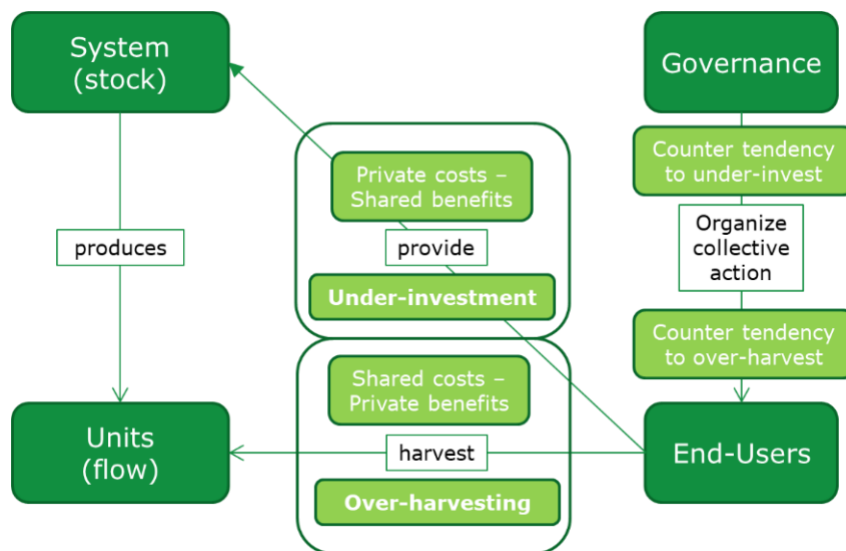 System
(stock)
Governance
Private costs –
Shared benefits
Counter tendency
to under-invest
produces
provide
Organize
collective
action
Under-investment
Counter tendency
to over-harvest
Shared costs –
Private benefits
Units
(flow)
harvest
End-Users
Over-harvesting